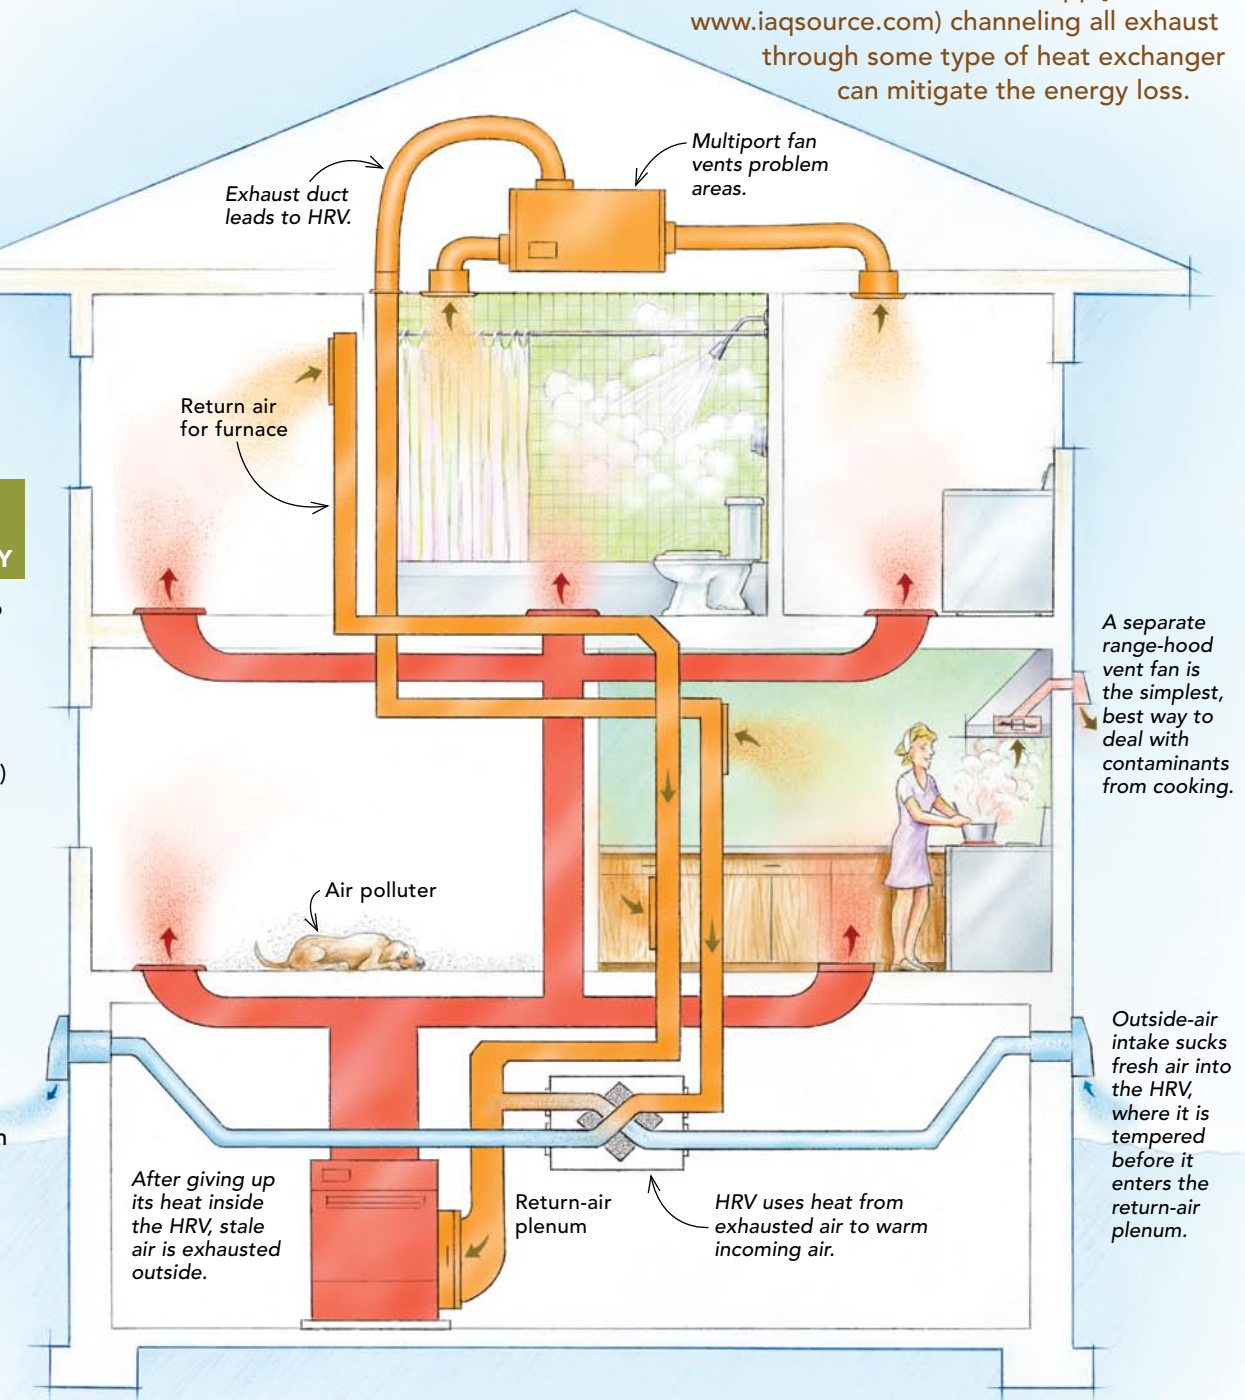 www.iaqsource.com) channeling all exhaust
through some type of heat exchanger
can mitigate the energy loss.
Multiport fan
vents problem
areas.
Exhaust duct
leads to HRV.
Return air
for furnace
Y
)
A separate
range-hood
vent fan is
the simplest,
best way to
deal with
contaminants
from cooking.
Air polluter
Outside-air
intake sucks
fresh air into
the HRV,
where it is
tempered
before it
enters the
return-air
plenum.
After giving up
its heat inside
the HRV, stale
air is exhausted
outside.
Return-air
plenum
HRV uses heat from
exhausted air to warm
incoming air.